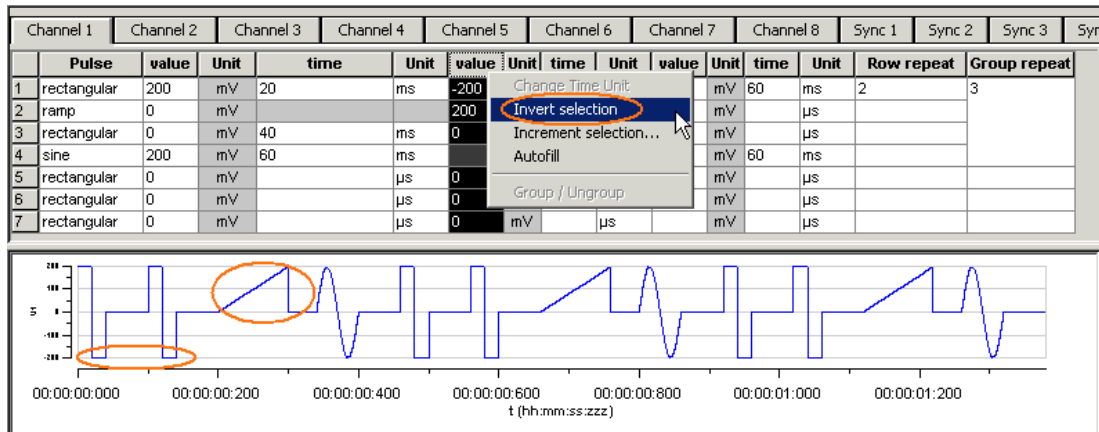 Channel 1 Channel 2 Channel 3 Channel 4 Channel 5 Channel 6 Channel 7 Channel 8 Sync 1 Sync 2 Sync 3 Syr
Pulse value Unit time Unit value Unit time Unit value Unit time Unit Row repeat Group repeat
1 rectangular 200 mV 20 ms -200 mV 60 ms 2 3
2 ramp 0 mV 200 mV µs
3 rectangular 0 mV 40 ms 0 mV µs
4 sine 200 mV 60 ms mV 60 ms
5 rectangular 0 mV µs 0 mV µs
6 rectangular 0 mV µs 0 mV µs
7 rectangular 0 mV µs 0 mV µs mV µs
Change Time Unit
Invert selection
Increment selection...
Autofill
Group / Ungroup
200
100
0
-100
-200
00:00:00:000 00:00:00:200 00:00:00:400 00:00:00:600 00:00:00:800 00:00:01:000 00:00:01:200
t (hh:mm:ss:zzz)